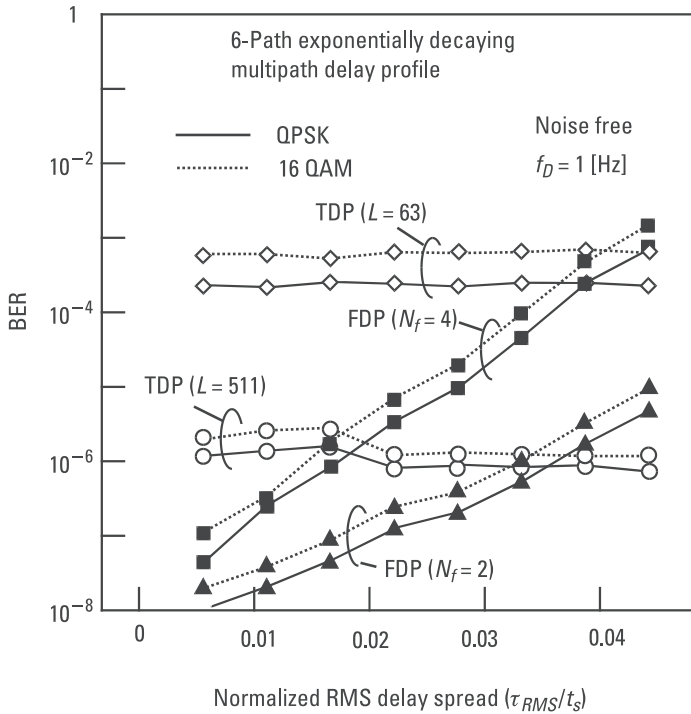 1
6-Path exponentially decaying
multipath delay profile
QPSK
16 QAM
Noise free
f_D = 1 [Hz]
10⁻²
TDP (L = 63)
BER
10⁻⁴
FDP (N_f = 4)
TDP (L = 511)
10⁻⁶
FDP (N_f = 2)
10⁻⁸
0 0.01 0.02 0.03 0.04
Normalized RMS delay spread (τ_RMS/t_s)